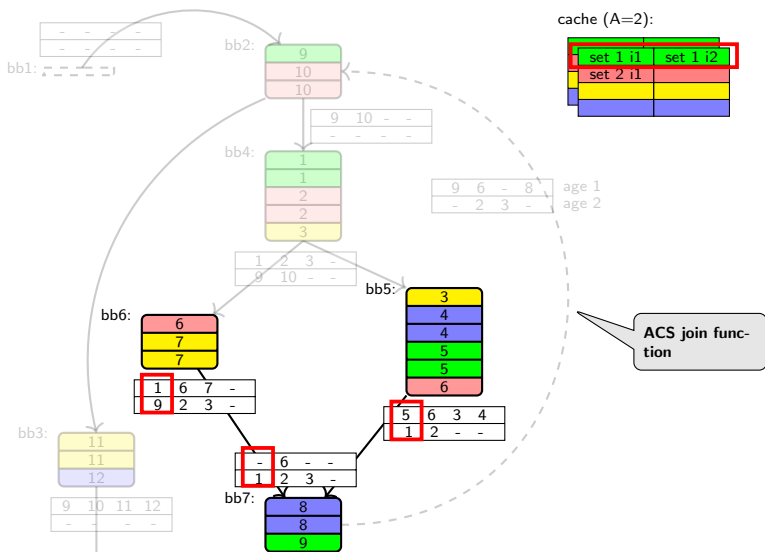 cache (A=2):
- - - -
- - - -
bb1:
bb2:
9
10
10
set 1 i1 set 1 i2
set 2 i1
9 10 - -
- - - -
bb4:
1
1
2
2
3
9 6 - 8 age 1
- 2 3 - age 2
1 2 3 -
9 10 - -
bb5:
3
4
4
5
5
6
bb6:
6
7
7
ACS join func-
tion
1 6 7 -
9 2 3 -
5 6 3 4
1 2 - -
bb3:
11
11
12
- 6 - -
1 2 3 -
bb7:
8
8
9
9 10 11 12
- - - -